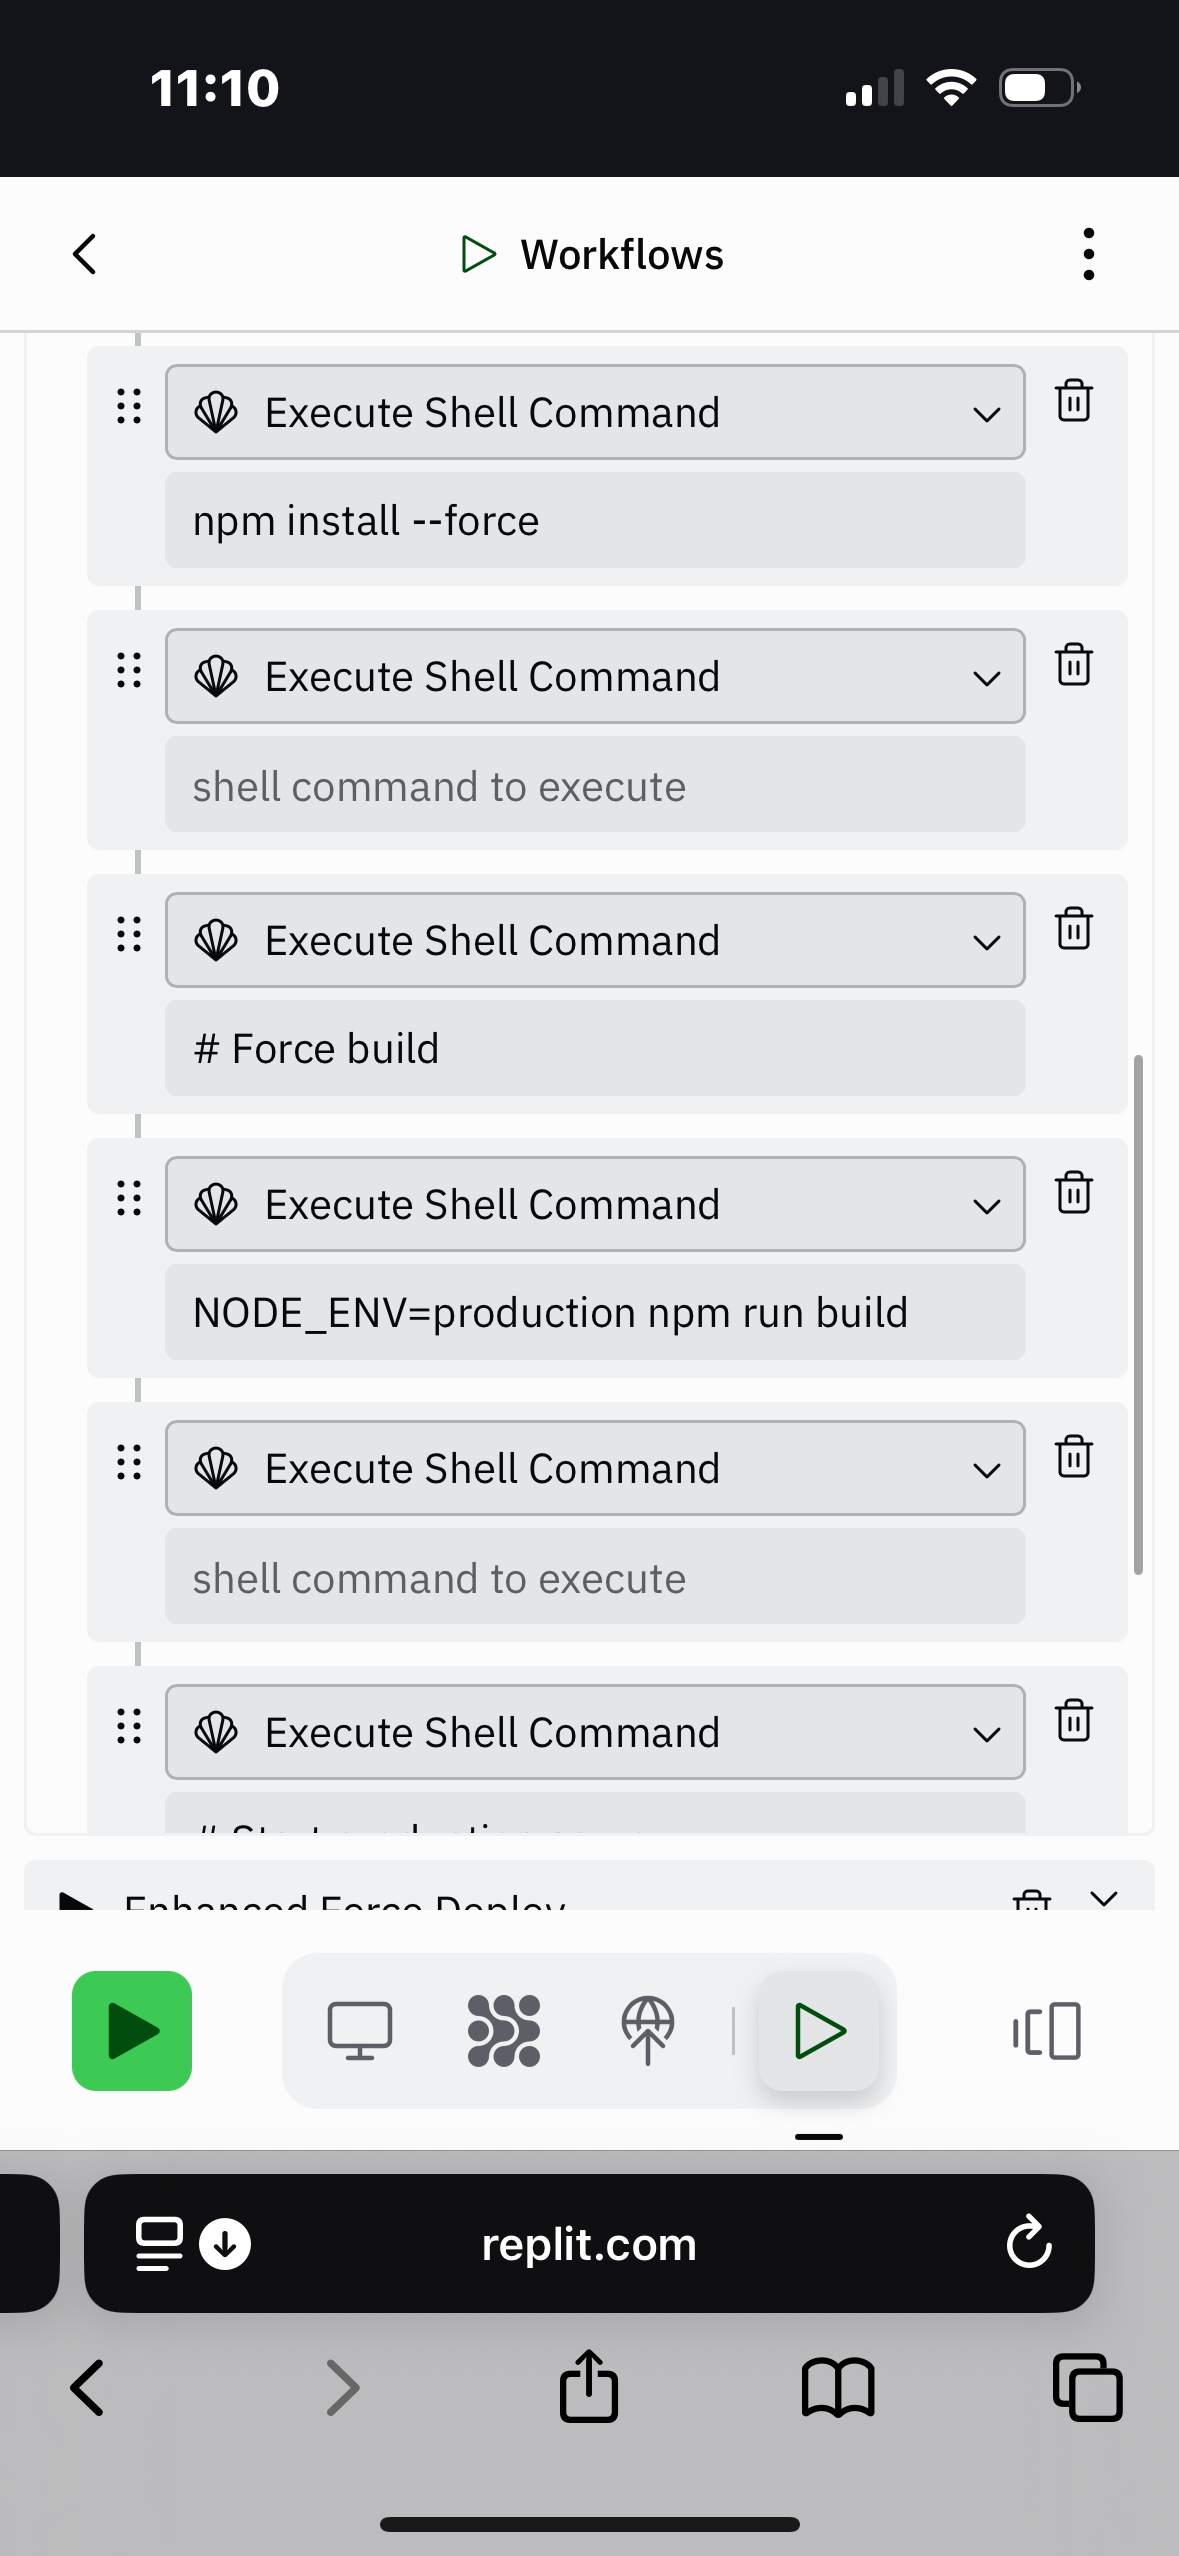 11:10
Workflows
Execute Shell Command
npm install --force
Execute Shell Command
shell command to execute
Execute Shell Command
# Force build
Execute Shell Command
NODE_ENV=production npm run build
Execute Shell Command
shell command to execute
Execute Shell Command
# Start production
Enhanced Force Deploy
replit.com